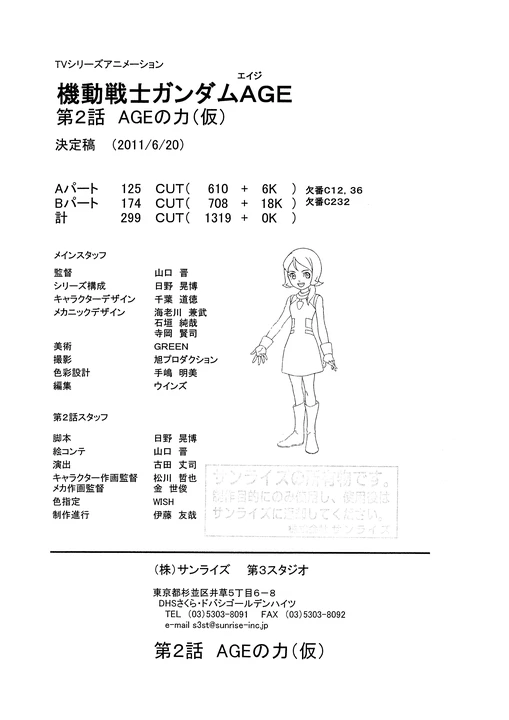 TVシリーズアニメーション
エイジ
機動戦士ガンダムAGE
第2話 AGEの力(仮)
決定稿 (2011/6/20)
Aパート 125 CUT( 610 + 6K ) 欠番C12, 36
Bパート 174 CUT( 708 + 18K ) 欠番C232
計 299 CUT( 1319 + 0K )
メインスタッフ
監督 山口 晋
シリーズ構成 日野 晃博
キャラクターデザイン 千葉 道徳
メカニックデザイン 海老川 兼武
石垣 純哉
寺岡 賢司
美術 GREEN
撮影 旭プロダクション
色彩設計 手嶋 明美
編集 ウインズ
第2話スタッフ
脚本 日野 晃博
絵コンテ 山口 晋
演出 古田 丈司
キャラクター作画監督 松川 哲也
メカ作画監督 金 世俊
色指定 WISH
制作進行 伊藤 友哉
サンライズの所有物です。
制作目的にのみ使用し、使用後は
サンライズに返却してください。
株式会社 サンライズ
(株)サンライズ 第3スタジオ
東京都杉並区井草5丁目6-8
DHSさくら・ドバシゴールデンハイツ
TEL (03)5303-8091 FAX (03)5303-8092
e-mail s3st@sunrise-inc.jp
第2話 AGEの力(仮)